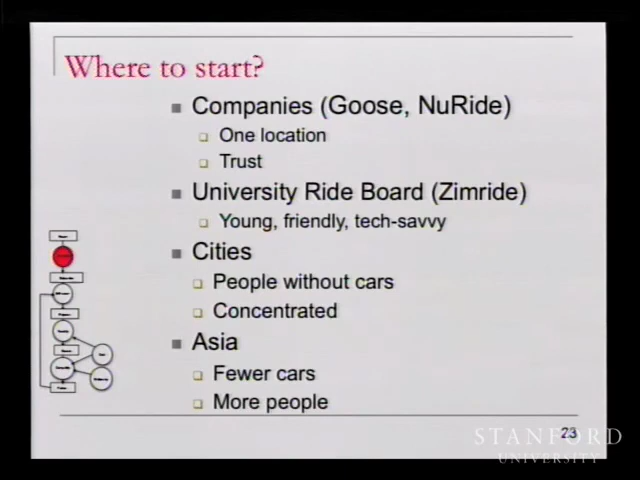 Where to start?
Companies (Goose, NuRide)
One location
Trust
University Ride Board (Zimride)
Young, friendly, tech-savvy
Cities
People without cars
Concentrated
Asia
Fewer cars
More people
23
STANFORD
UNIVERSITY